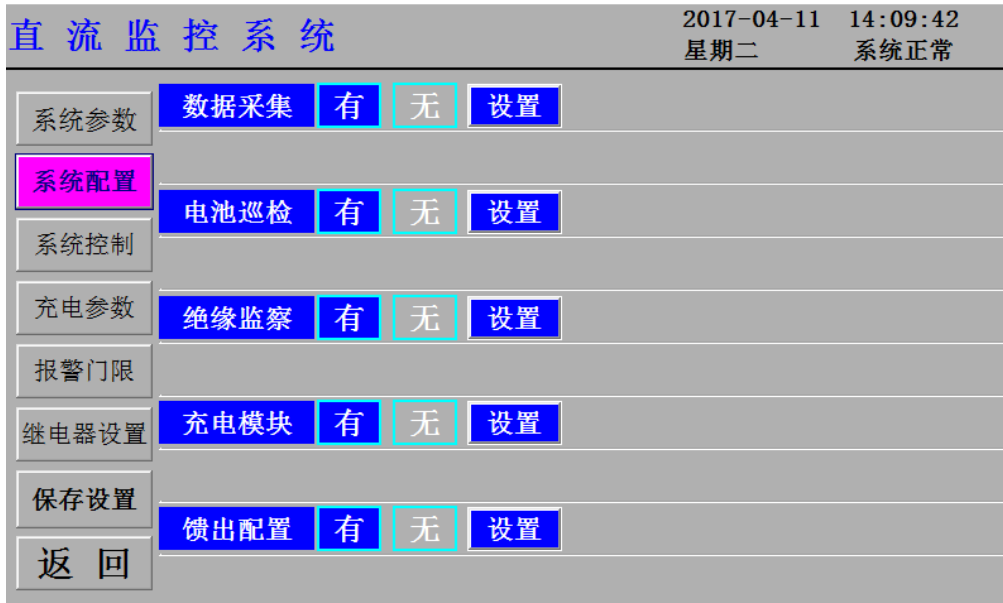 直流监控系统
2017-04-11 14:09:42
星期二 系统正常
系统参数
系统配置
系统控制
充电参数
报警门限
继电器设置
保存设置
返 回
数据采集 有 无 设置
电池巡检 有 无 设置
绝缘监察 有 无 设置
充电模块 有 无 设置
馈出配置 有 无 设置